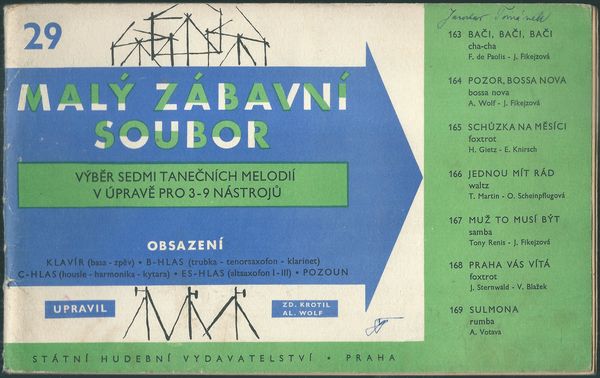 29
MALÝ ZÁBAVNÍ
SOUBOR
VÝBĚR SEDMI TANEČNÍCH MELODIÍ
V ÚPRAVĚ PRO 3-9 NÁSTROJŮ
OBSAZENÍ
KLAVÍR (basa - zpěv) • B-HLAS (trubka - tenorsaxofon - klarinet)
C-HLAS (housle - harmonika - kytara) • ES-HLAS (altsaxofon I-III) • POZOUN
UPRAVIL
ZD. KROTIL
AL. WOLF
STÁTNÍ HUDEBNÍ VYDAVATELSTVÍ • PRAHA
Jaroslav Tománek
163 BAČI, BAČI, BAČI
cha-cha
F. de Paolis - J. Fikejzová
164 POZOR, BOSSA NOVA
bossa nova
A. Wolf - J. Fikejzová
165 SCHŮZKA NA MĚSÍCI
foxtrot
H. Gietz - E. Knirsch
166 JEDNOU MÍT RÁD
waltz
T. Martin - O. Scheinpflugová
167 MUŽ TO MUSÍ BÝT
samba
Tony Renis - J. Fikejzová
168 PRAHA VÁS VÍTÁ
foxtrot
J. Sternwald - V. Blažek
169 SULMONA
rumba
A. Votava